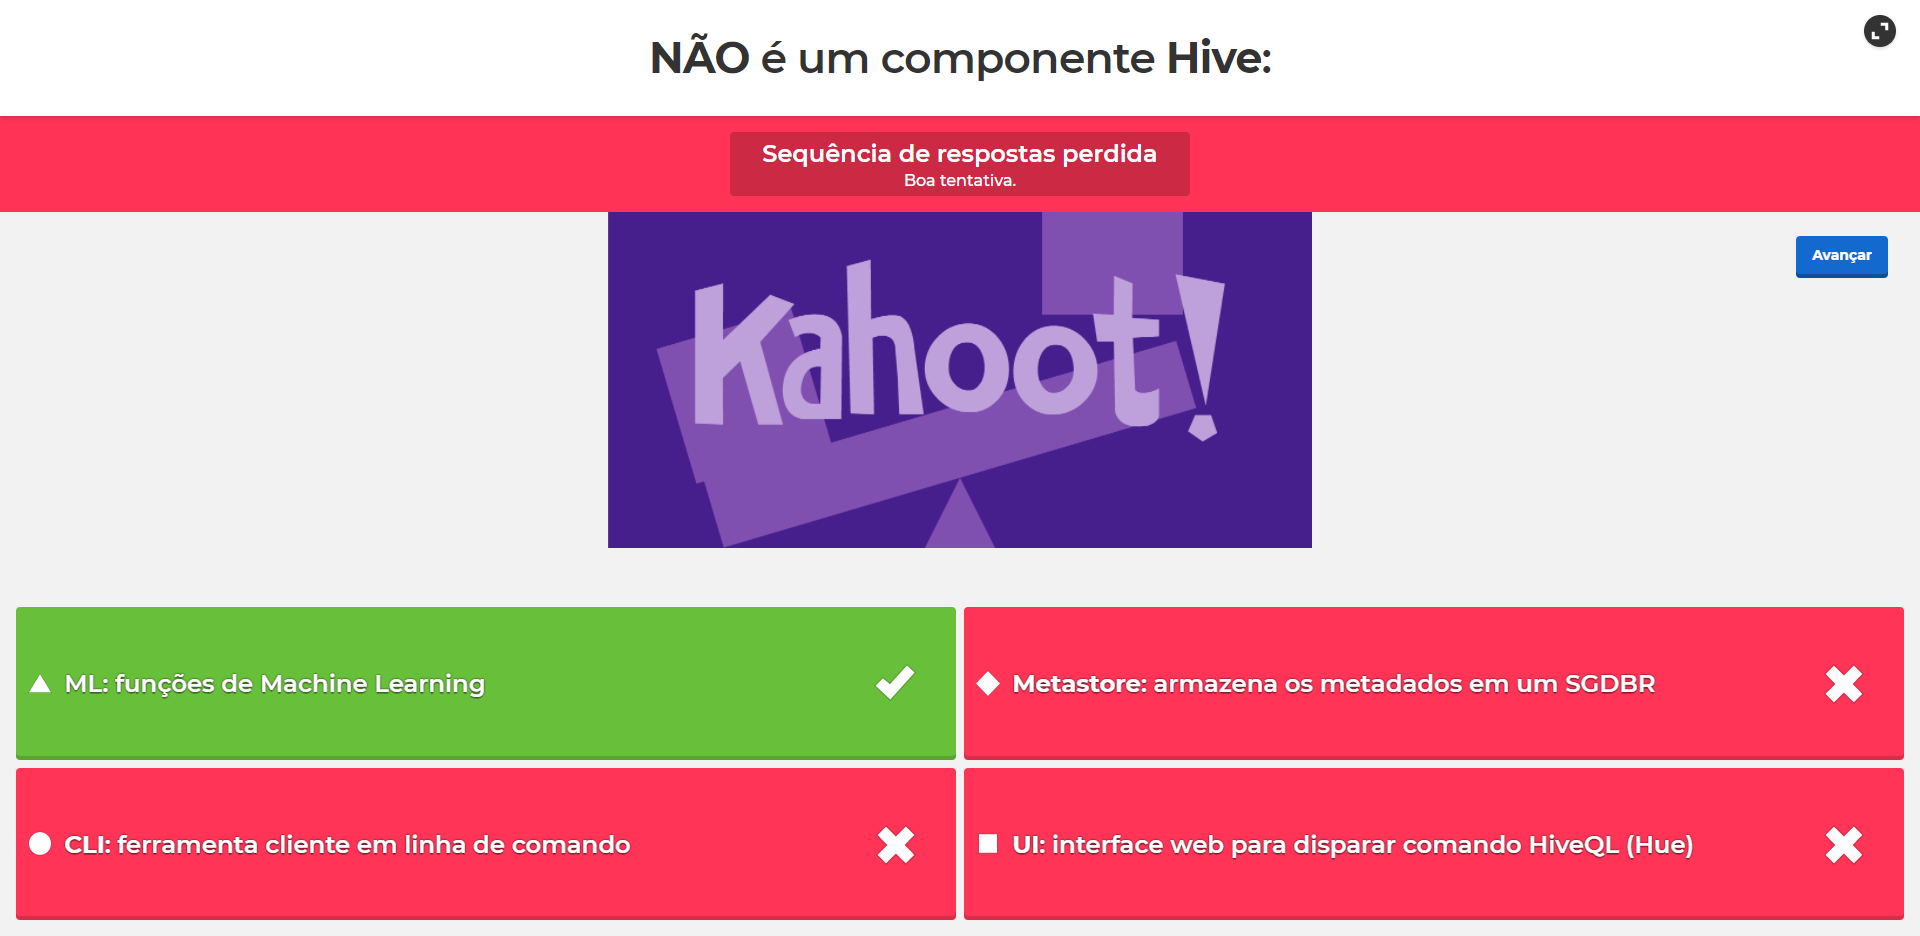 NÃO é um componente Hive:
Sequência de respostas perdida
Boa tentativa.
Avançar
Kahoot!
ML: funções de Machine Learning
Metastore: armazena os metadados em um SGDBR
CLI: ferramenta cliente em linha de comando
UI: interface web para disparar comando HiveQL (Hue)